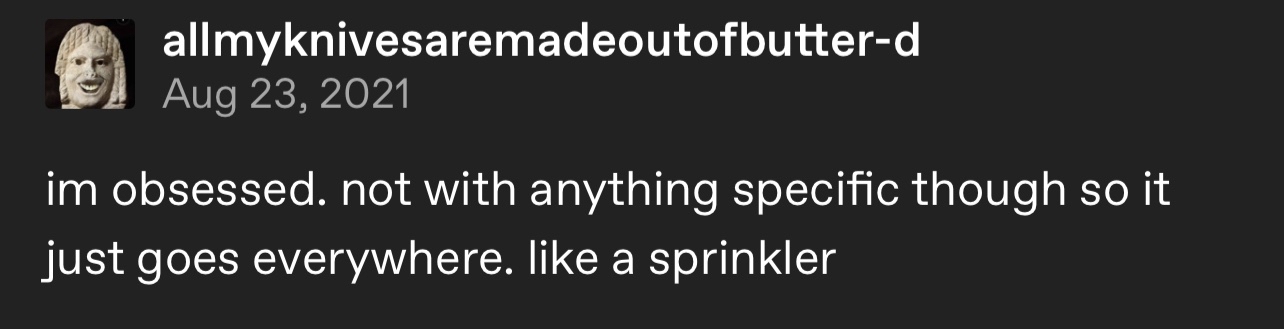 allmyknivesaremadeoutofbutter-d
Aug 23, 2021
im obsessed. not with anything specific though so it
just goes everywhere. like a sprinkler